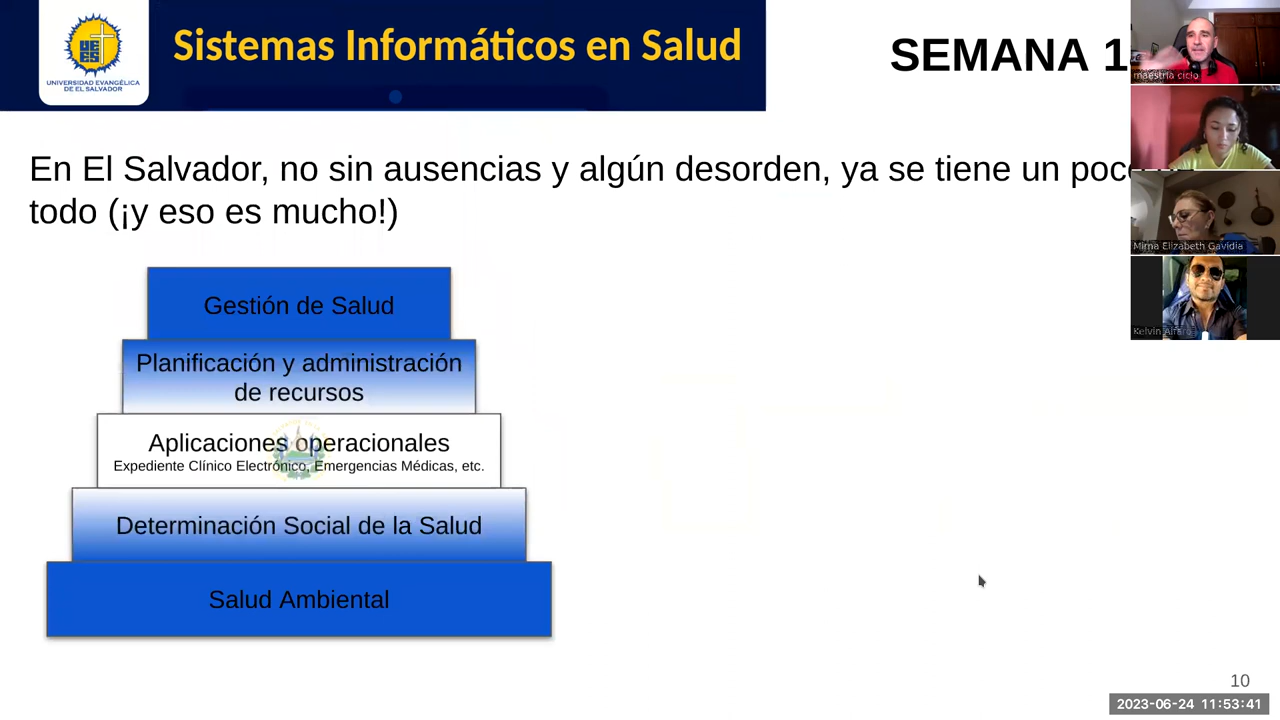 Sistemas Informáticos en Salud
UNIVERSIDAD EVANGÉLICA
DE EL SALVADOR
SEMANA 1
maestria ciclo
En El Salvador, no sin ausencias y algún desorden, ya se tiene un poco
todo (¡y eso es mucho!)
Mirna Elizabeth Gavidia
Kelvin Alfaro
Gestión de Salud
Planificación y administración
de recursos
Aplicaciones operacionales
Expediente Clínico Electrónico, Emergencias Médicas, etc.
Determinación Social de la Salud
Salud Ambiental
10
2023-06-24 11:53:41